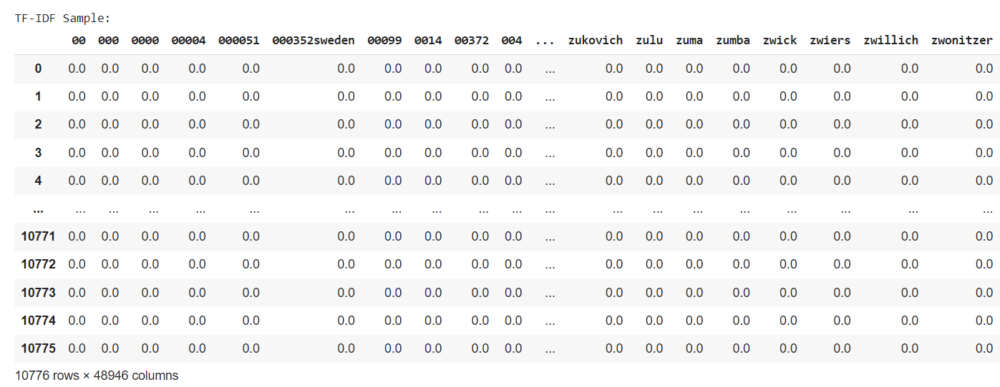 TF-IDF Sample:
00 000 0000 00004 000051 000352sweden 00099 0014 00372 004 ... zukovich zulu zuma zumba zwick zwiers zwillich zwonitzer
0 0.0 0.0 0.0 0.0 0.0 0.0 0.0 0.0 0.0 0.0 ... 0.0 0.0 0.0 0.0 0.0 0.0 0.0 0.0
1 0.0 0.0 0.0 0.0 0.0 0.0 0.0 0.0 0.0 0.0 ... 0.0 0.0 0.0 0.0 0.0 0.0 0.0 0.0
2 0.0 0.0 0.0 0.0 0.0 0.0 0.0 0.0 0.0 0.0 ... 0.0 0.0 0.0 0.0 0.0 0.0 0.0 0.0
3 0.0 0.0 0.0 0.0 0.0 0.0 0.0 0.0 0.0 0.0 ... 0.0 0.0 0.0 0.0 0.0 0.0 0.0 0.0
4 0.0 0.0 0.0 0.0 0.0 0.0 0.0 0.0 0.0 0.0 ... 0.0 0.0 0.0 0.0 0.0 0.0 0.0 0.0
... ... ... ... ... ... ... ... ... ... ... ... ... ... ... ... ... ... ... ...
10771 0.0 0.0 0.0 0.0 0.0 0.0 0.0 0.0 0.0 0.0 ... 0.0 0.0 0.0 0.0 0.0 0.0 0.0 0.0
10772 0.0 0.0 0.0 0.0 0.0 0.0 0.0 0.0 0.0 0.0 ... 0.0 0.0 0.0 0.0 0.0 0.0 0.0 0.0
10773 0.0 0.0 0.0 0.0 0.0 0.0 0.0 0.0 0.0 0.0 ... 0.0 0.0 0.0 0.0 0.0 0.0 0.0 0.0
10774 0.0 0.0 0.0 0.0 0.0 0.0 0.0 0.0 0.0 0.0 ... 0.0 0.0 0.0 0.0 0.0 0.0 0.0 0.0
10775 0.0 0.0 0.0 0.0 0.0 0.0 0.0 0.0 0.0 0.0 ... 0.0 0.0 0.0 0.0 0.0 0.0 0.0 0.0
10776 rows × 48946 columns